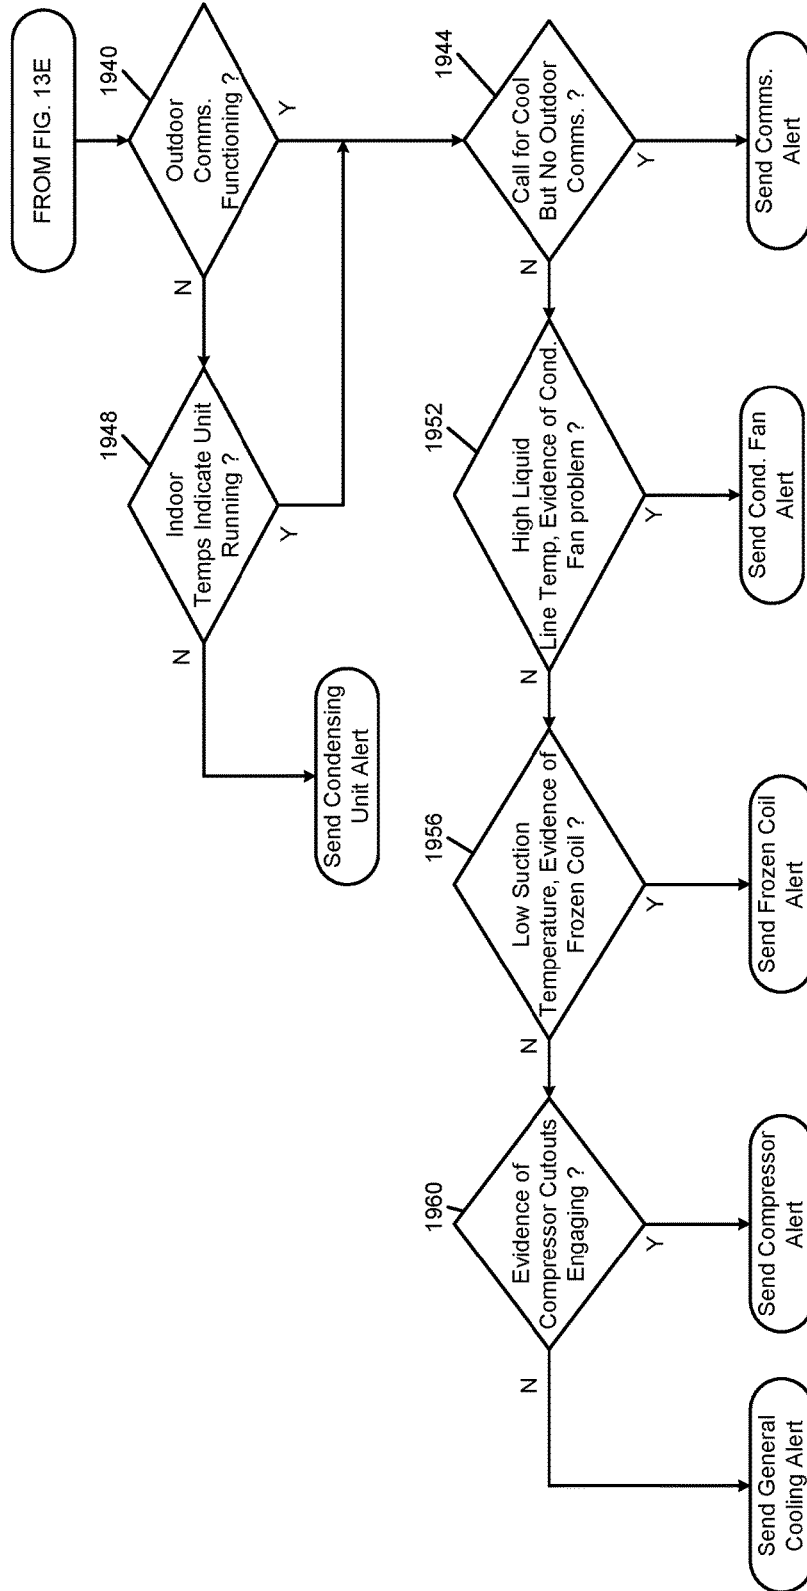 FROM FIG. 13E
1940
Outdoor
Comms.
Functioning ?
N
Y
1948
Indoor
Temps Indicate Unit
Running ?
N
Y
Send Condensing
Unit Alert
1944
Call for Cool
But No Outdoor
Comms. ?
N
Y
Send Comms.
Alert
1952
High Liquid
Line Temp, Evidence of Cond.
Fan problem ?
N
Y
Send Cond. Fan
Alert
1956
Low Suction
Temperature, Evidence of
Frozen Coil ?
N
Y
Send Frozen Coil
Alert
1960
Evidence of
Compressor Cutouts
Engaging ?
N
Y
Send Compressor
Alert
Send General
Cooling Alert